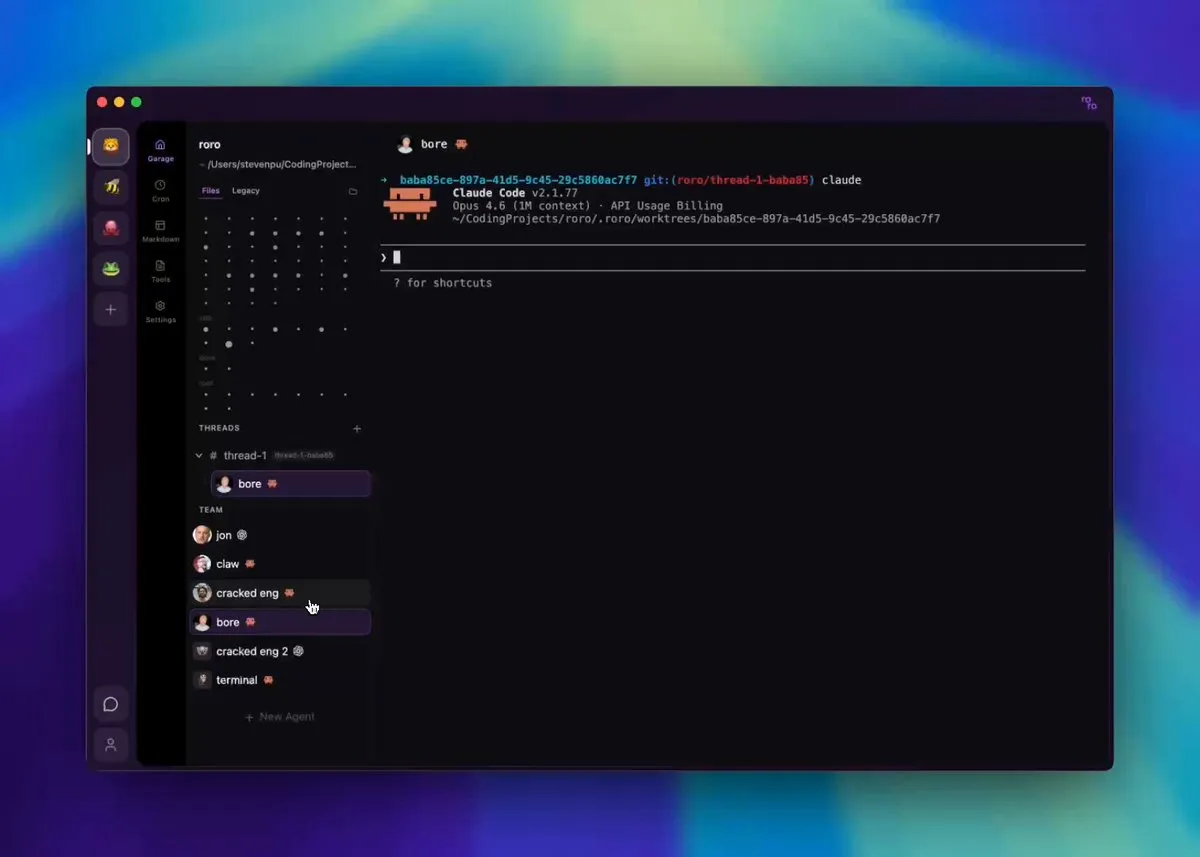 roro
Garage
Cron
Markdown
Tools
Settings
roro
~ /Users/stevenpu/CodingProject...
Files Legacy
THREADS +
# thread-1 thread-1-baba85
bore
TEAM
jon
claw
cracked eng
bore
cracked eng 2
terminal
+ New Agent
bore
→ baba85ce-897a-41d5-9c45-29c5860ac7f7 git:(roro/thread-1-baba85) claude
Claude Code v2.1.77
Opus 4.6 (1M context) · API Usage Billing
~/CodingProjects/roro/.roro/worktrees/baba85ce-897a-41d5-9c45-29c5860ac7f7
❯
? for shortcuts